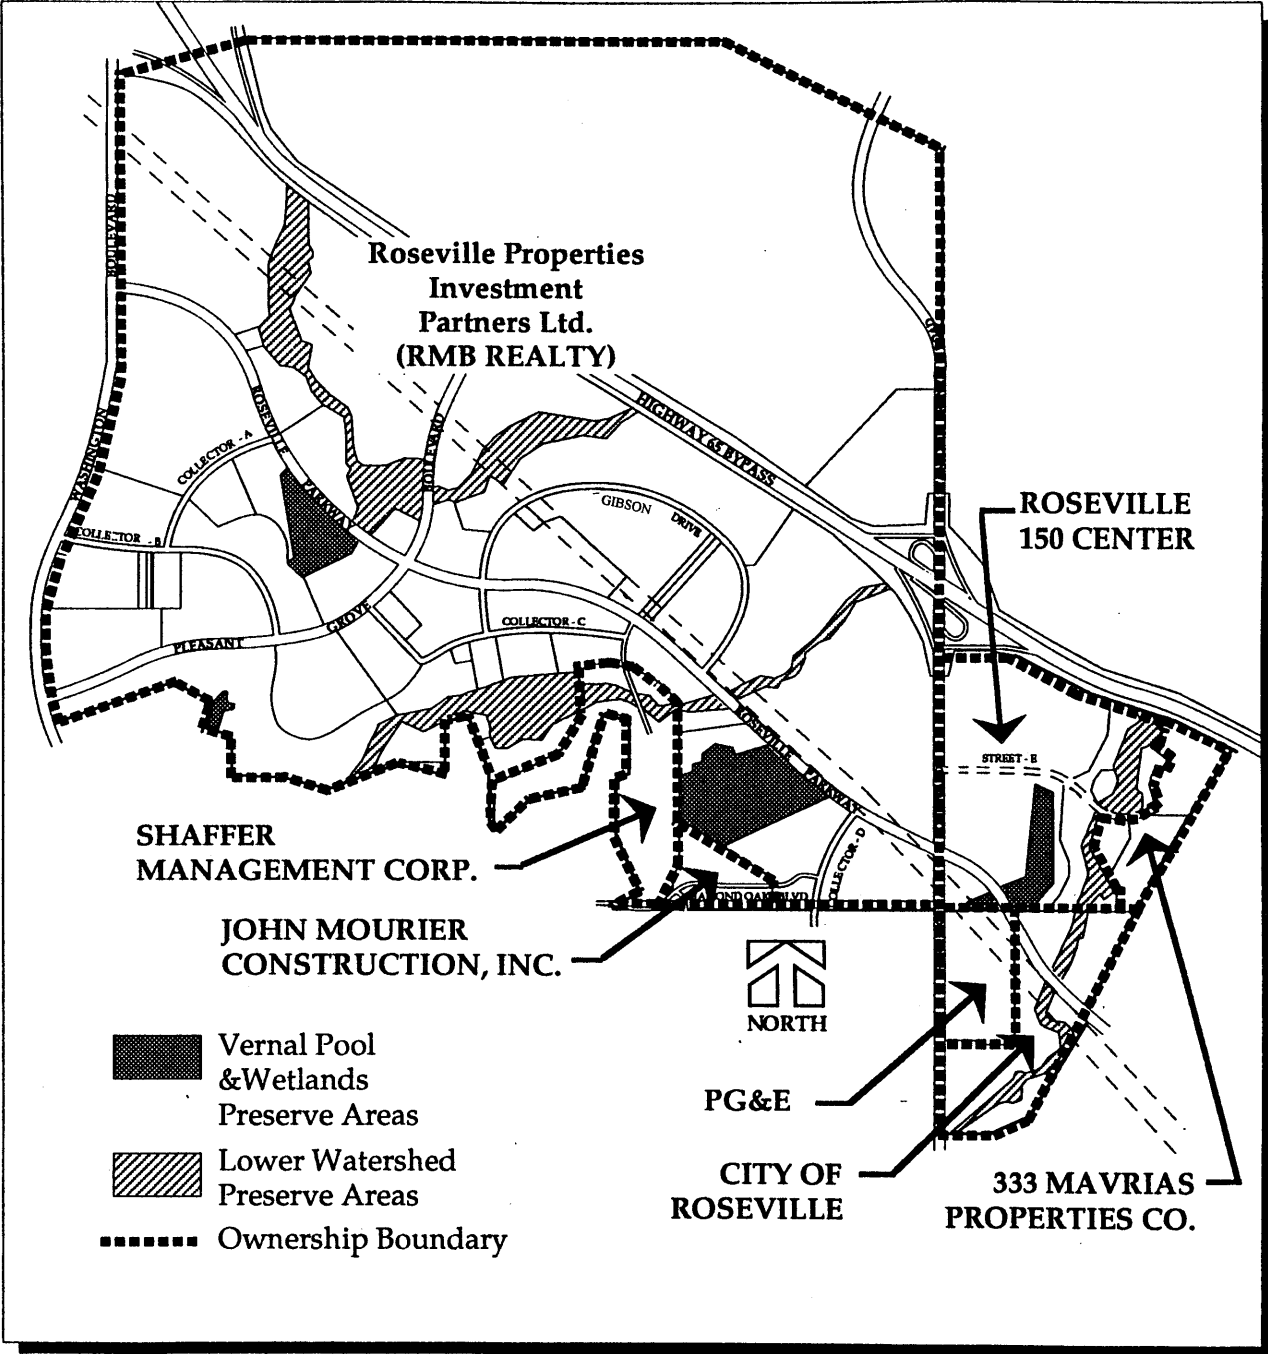 BOULEVARD
Roseville Properties
Investment
Partners Ltd.
(RMB REALTY)
HIGHWAY 65 BYPASS
WASHINGTON
ROSEVILLE
PARKWAY
BOULEVARD
COLLECTOR - A
COLLECTOR - B
GIBSON
DRIVE
ROSEVILLE
150 CENTER
COLLECTOR - C
GROVE
PLEASANT
ROSEVILLE
PARKWAY
STREET - E
SHAFFER
MANAGEMENT CORP.
COLLECTOR - D
OAKS BLVD
JOHN MOURIER
CONSTRUCTION, INC.
NORTH
Vernal Pool
&Wetlands
Preserve Areas
PG&E
Lower Watershed
Preserve Areas
CITY OF
ROSEVILLE
333 MAVRIAS
PROPERTIES CO.
Ownership Boundary